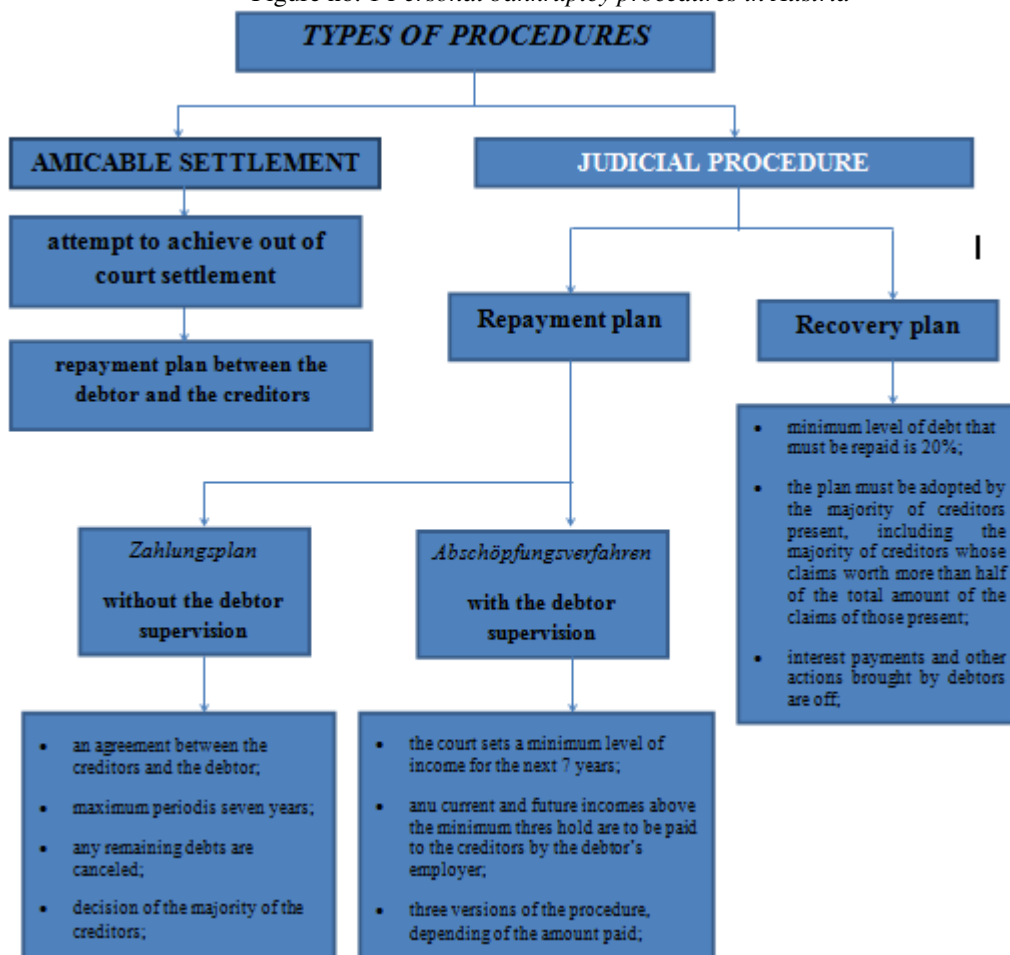 Figure no. 1 Personal bankruptcy procedures in Austria
TYPES OF PROCEDURES
AMICABLE SETTLEMENT
JUDICIAL PROCEDURE
attempt to achieve out of
court settlement
repayment plan between the
debtor and the creditors
Repayment plan
Recovery plan
• minimum level of debt that
must be repaid is 20%;
• the plan must be adopted by
the majority of creditors
present, including the
majority of creditors whose
claims worth more than half
of the total amount of the
claims of those present;
• interest payments and other
actions brought by debtors
are off;
Zahlungsplan
without the debtor
supervision
Abschöpfungsverfahren
with the debtor
supervision
• an agreement between the
creditors and the debtor;
• maximum periodis seven years;
• any remaining debts are
canceled;
• decision of the majority of the
creditors;
• the court sets a minimum level of
income for the next 7 years;
• anu current and future incomes above
the minimum thres hold are to be paid
to the creditors by the debtor's
employer;
• three versions of the procedure,
depending of the amount paid;